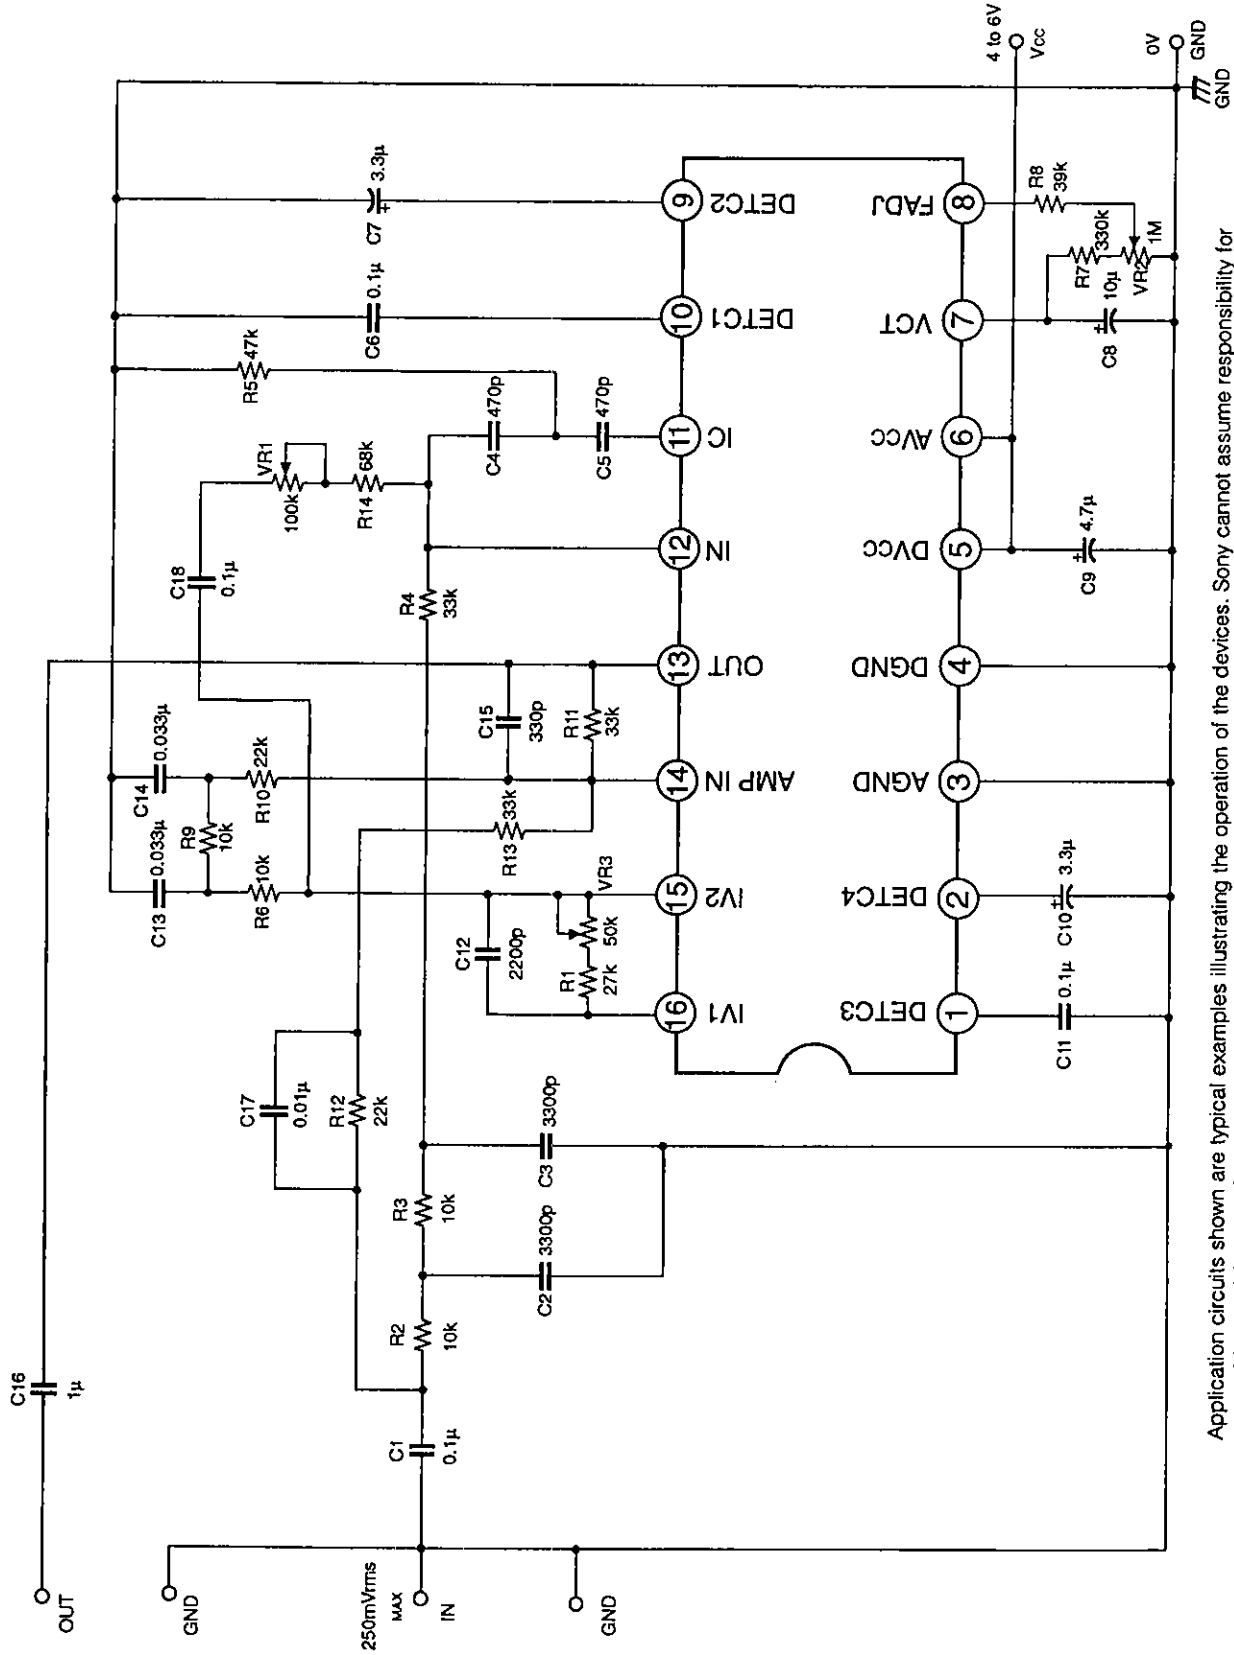 OUT
C16
1μ
GND
250mVrms
MAX
IN
GND
C1
0.1μ
R2
10k
R3
10k
C2 3300p
C3 3300p
C17
0.01μ
R12
22k
C13 0.033μ
C14 0.033μ
R9
10k
R6 10k
R10 22k
C18
0.1μ
VR1
100k
R14 68k
R5 47k
C6 0.1μ
C7 3.3μ
+
R4
33k
C4 470p
C5 470p
C15
330p
R11
33k
R13 33k
C12
2200p
R1
27k
VR3
50k
16 IV1
15 IV2
14 AMP IN
13 OUT
12 IN
11 IC
10 DETC1
9 DETC2
1 DETC3
2 DETC4
3 AGND
4 DGND
5 DVCC
6 AVCC
7 VCT
8 FADJ
C11 0.1μ
C10 3.3μ
+
C9 4.7μ
+
C8 10μ
+
R7 330k
VR2 1M
R8
39k
4 to 6V
Vcc
0V
GND
GND
Application circuits shown are typical examples illustrating the operation of the devices. Sony cannot assume responsibility for